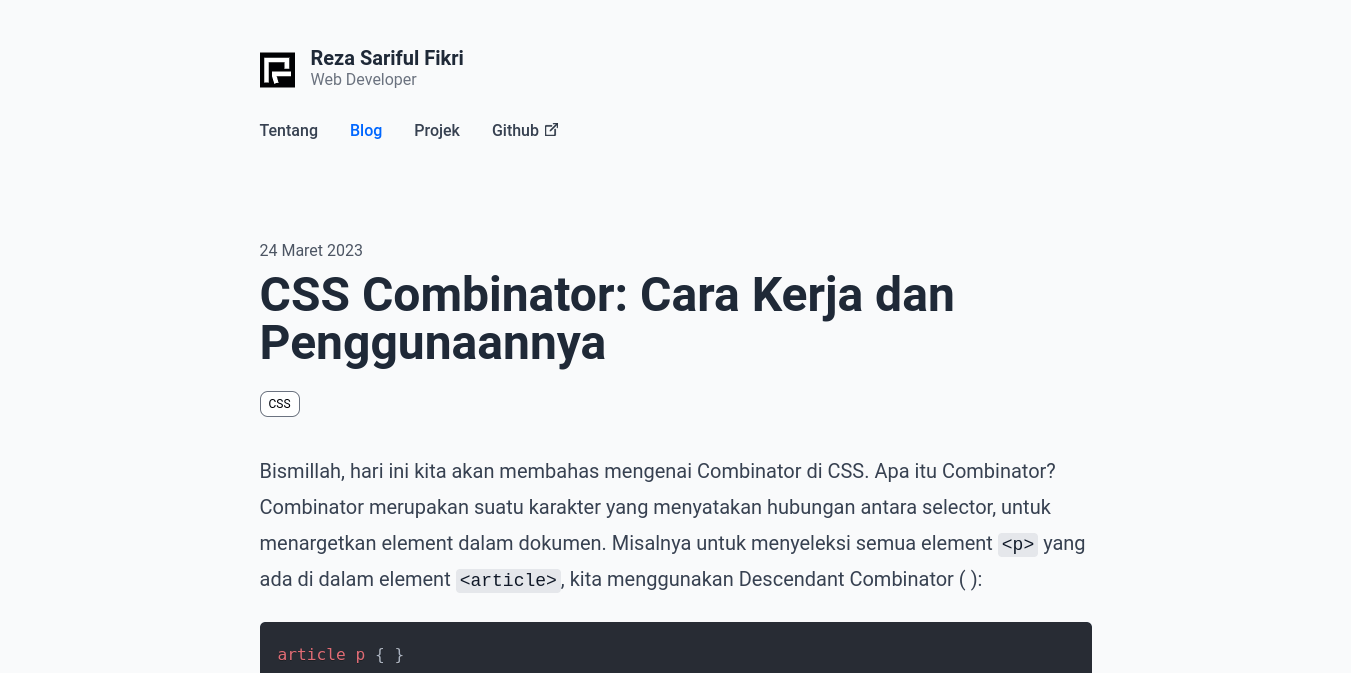 Reza Sariful Fikri
Web Developer
Tentang Blog Projek Github
24 Maret 2023
CSS Combinator: Cara Kerja dan
Penggunaannya
CSS
Bismillah, hari ini kita akan membahas mengenai Combinator di CSS. Apa itu Combinator?
Combinator merupakan suatu karakter yang menyatakan hubungan antara selector, untuk
menargetkan element dalam dokumen. Misalnya untuk menyeleksi semua element <p> yang
ada di dalam element <article>, kita menggunakan Descendant Combinator ( ):
article p { }